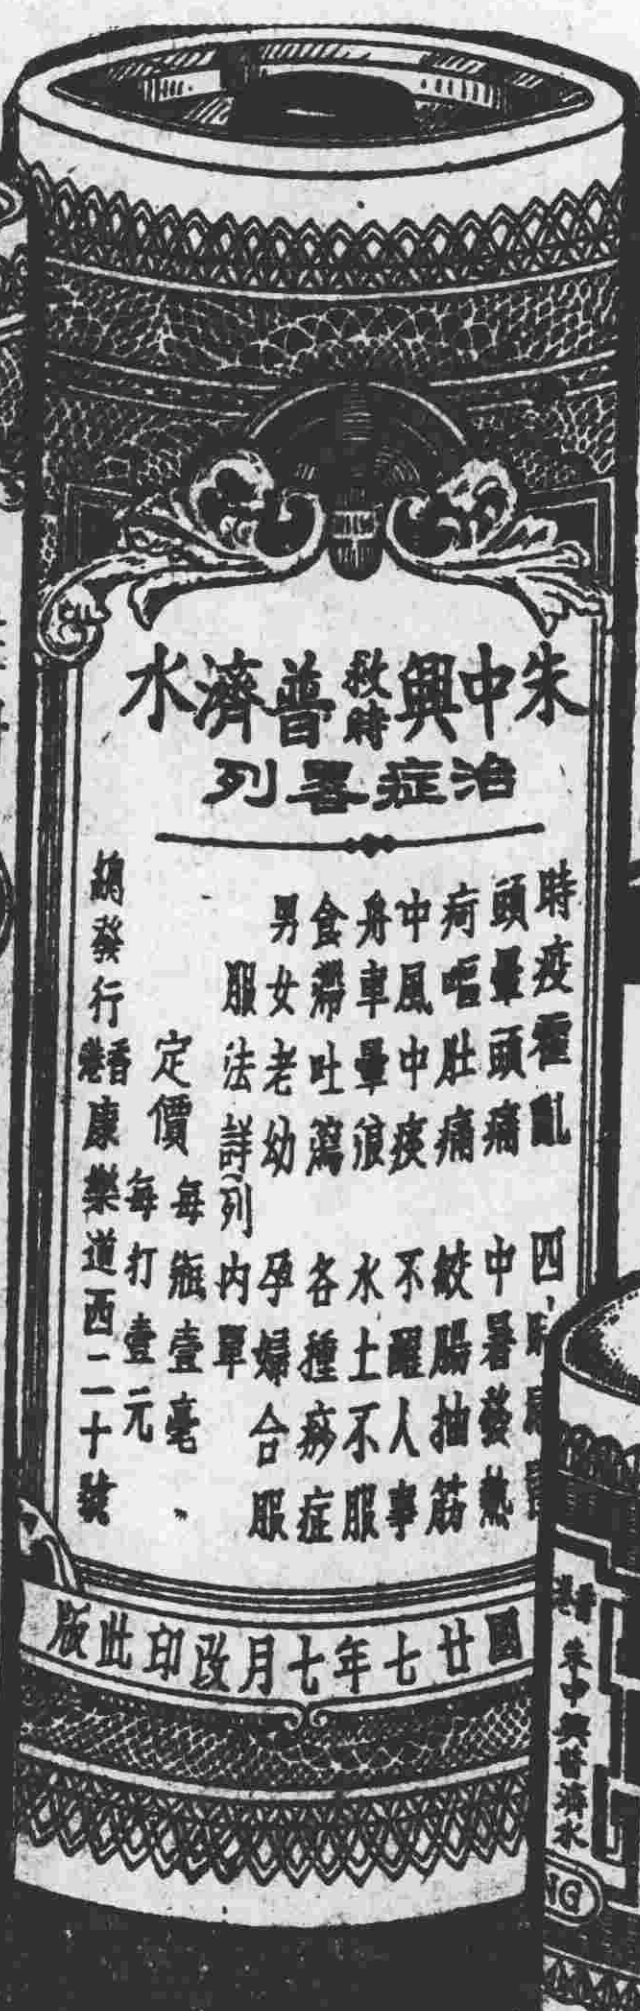 朱中興救時普濟水
治症畧列
時疫霍亂 四時感冒
頭暈頭痛 中暑發熱
疴嘔肚痛 絞腸抽筋
中風中痰 不醒人事
舟車暈浪 水土不服
食滯吐瀉 各種痧症
男女老幼 孕婦合服
服法詳列內單
定價 每瓶壹毫
每打壹元
總發行香港康樂道西二十號
國廿七年七月改印此版
香港
朱中興普濟水
NG